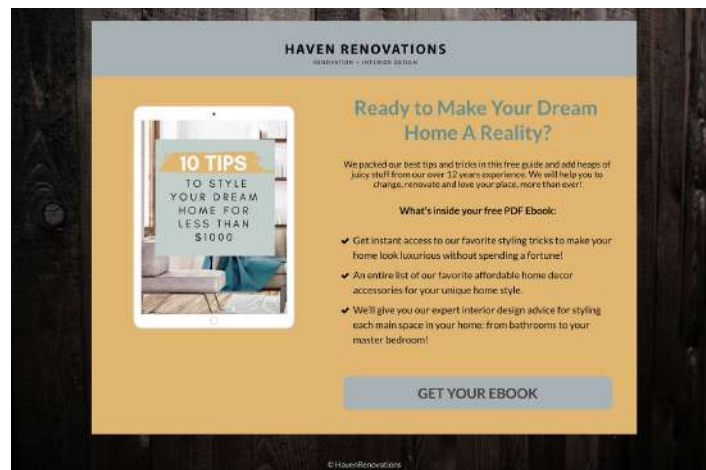 HAVEN RENOVATIONS
RENOVATION + INTERIOR DESIGN
10 TIPS
TO STYLE
YOUR DREAM
HOME FOR
LESS THAN
$1000
Ready to Make Your Dream
Home A Reality?
We packed our best tips and tricks in this free guide and add heaps of
juicy stuff from our over 12 years experience. We will help you to
change, renovate and love your place, more than ever!
What's inside your free PDF Ebook:
Get instant access to our favorite styling tricks to make your
home look luxurious without spending a fortune!
An entire list of our favorite affordable home decor
accessories for your unique home style.
We'll give you our expert interior design advice for styling
each main space in your home: from bathrooms to your
master bedroom!
GET YOUR EBOOK
©HavenRenovations